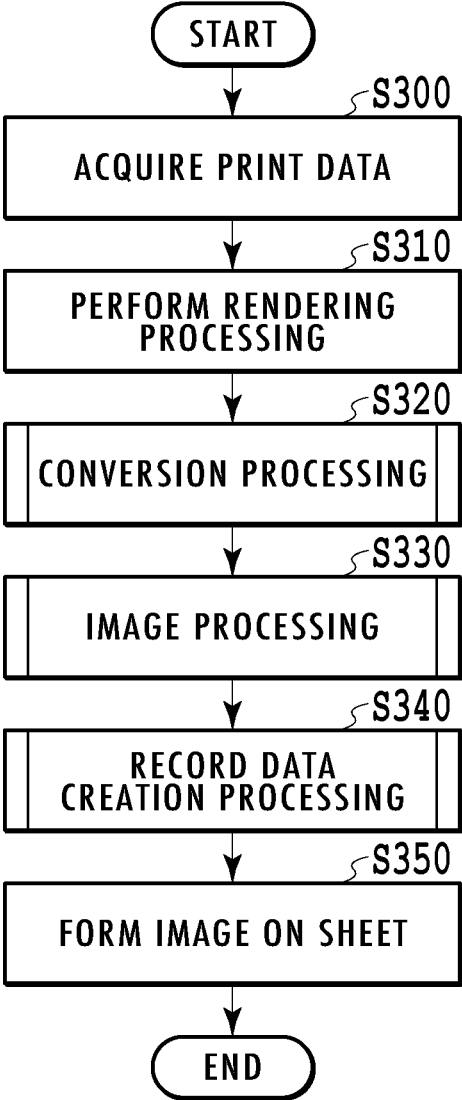 START
S300
ACQUIRE PRINT DATA
S310
PERFORM RENDERING
PROCESSING
S320
CONVERSION PROCESSING
S330
IMAGE PROCESSING
S340
RECORD DATA
CREATION PROCESSING
S350
FORM IMAGE ON SHEET
END